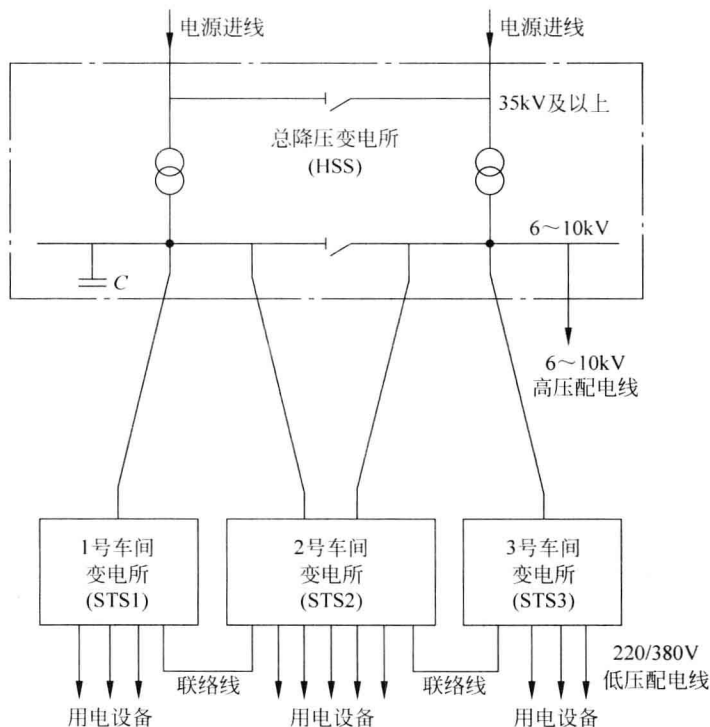 电源进线
电源进线
35kV及以上
总降压变电所
(HSS)
6～10kV
C
6～10kV
高压配电线
1号车间
变电所
(STS1)
2号车间
变电所
(STS2)
3号车间
变电所
(STS3)
220/380V
低压配电线
联络线
联络线
用电设备
用电设备
用电设备